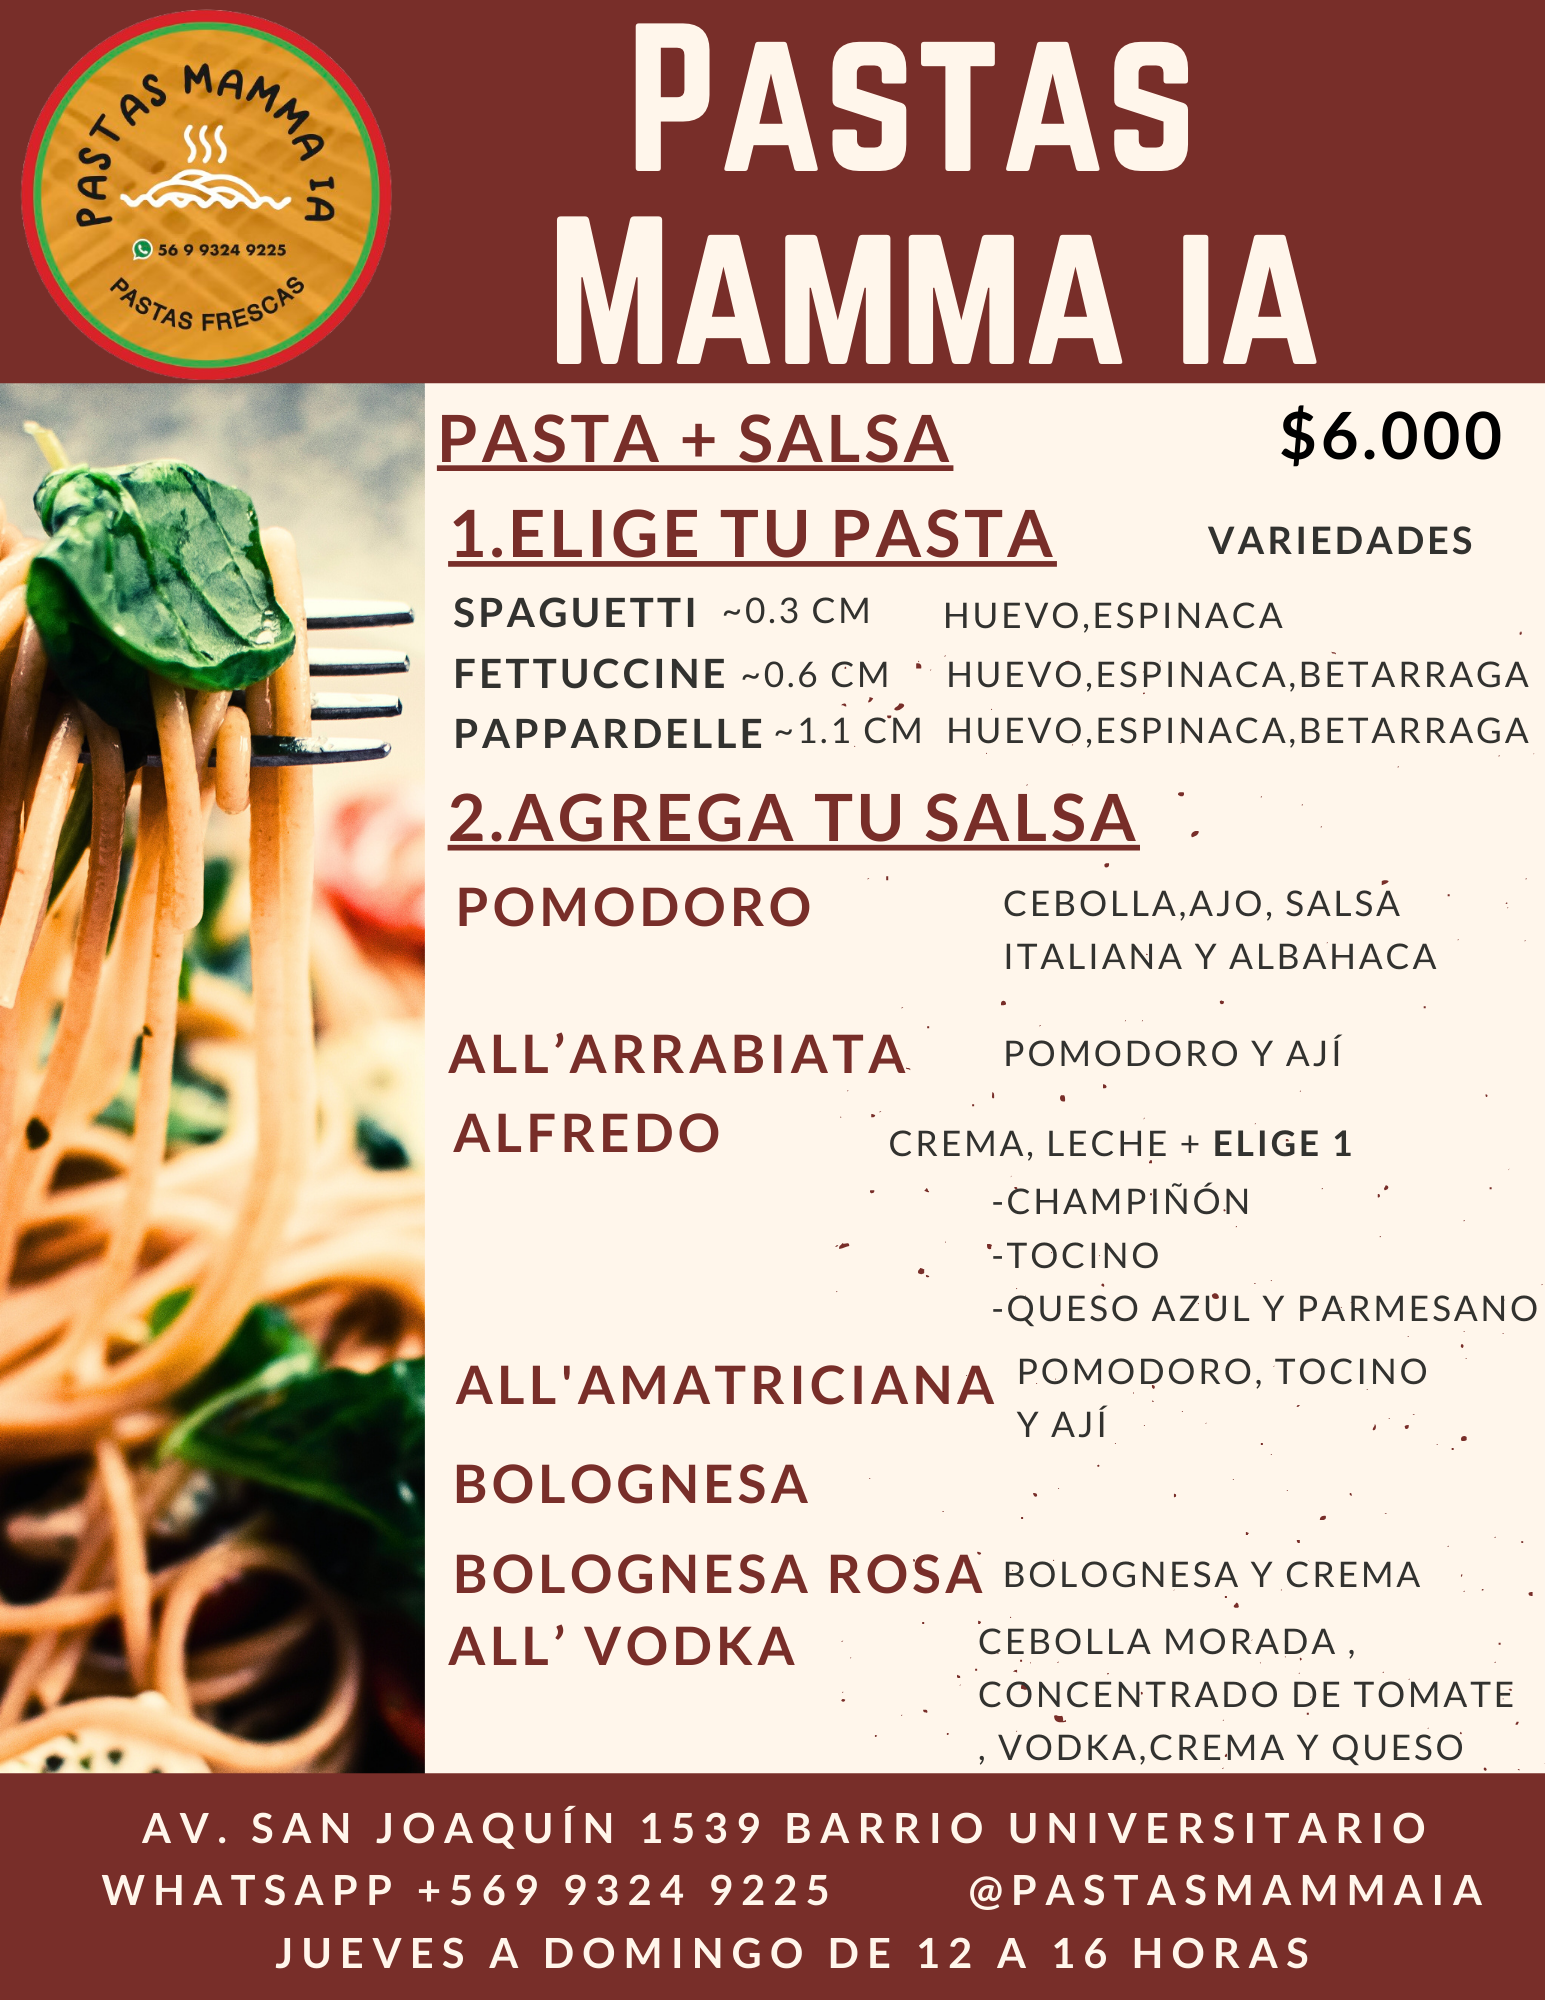 PASTAS MAMMA IA
56 9 9324 9225
PASTAS FRESCAS
PASTAS
MAMMA IA
PASTA + SALSA $6.000
1.ELIGE TU PASTA VARIEDADES
SPAGUETTI ~0.3 CM HUEVO,ESPINACA
FETTUCCINE ~0.6 CM HUEVO,ESPINACA,BETARRAGA
PAPPARDELLE ~1.1 CM HUEVO,ESPINACA,BETARRAGA
2.AGREGA TU SALSA
POMODORO CEBOLLA,AJO, SALSA
ITALIANA Y ALBAHACA
ALL’ARRABIATA POMODORO Y AJÍ
ALFREDO CREMA, LECHE + ELIGE 1
-CHAMPIÑÓN
-TOCINO
-QUESO AZUL Y PARMESANO
ALL'AMATRICIANA POMODORO, TOCINO
Y AJÍ
BOLOGNESA
BOLOGNESA ROSA BOLOGNESA Y CREMA
ALL’ VODKA CEBOLLA MORADA ,
CONCENTRADO DE TOMATE
, VODKA,CREMA Y QUESO
AV. SAN JOAQUÍN 1539 BARRIO UNIVERSITARIO
WHATSAPP +569 9324 9225 @PASTASMAMMAIA
JUEVES A DOMINGO DE 12 A 16 HORAS